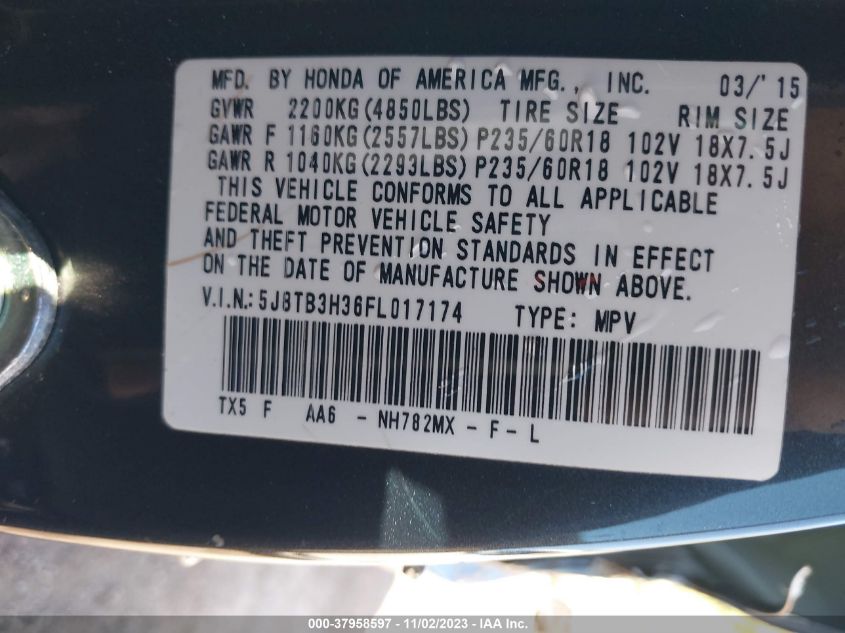 MFD. BY HONDA OF AMERICA MFG., INC. 03/'15
GVWR 2200KG(4850LBS) TIRE SIZE RIM SIZE
GAWR F 1160KG(2557LBS) P235/60R18 102V 18X7.5J
GAWR R 1040KG(2293LBS) P235/60R18 102V 18X7.5J
THIS VEHICLE CONFORMS TO ALL APPLICABLE
FEDERAL MOTOR VEHICLE SAFETY
AND THEFT PREVENTION STANDARDS IN EFFECT
ON THE DATE OF MANUFACTURE SHOWN ABOVE.
V.I.N.: 5J8TB3H36FL017174 TYPE: MPV
TX5 F AA6 - NH782MX - F - L
000-37958597 - 11/02/2023 - IAA Inc.